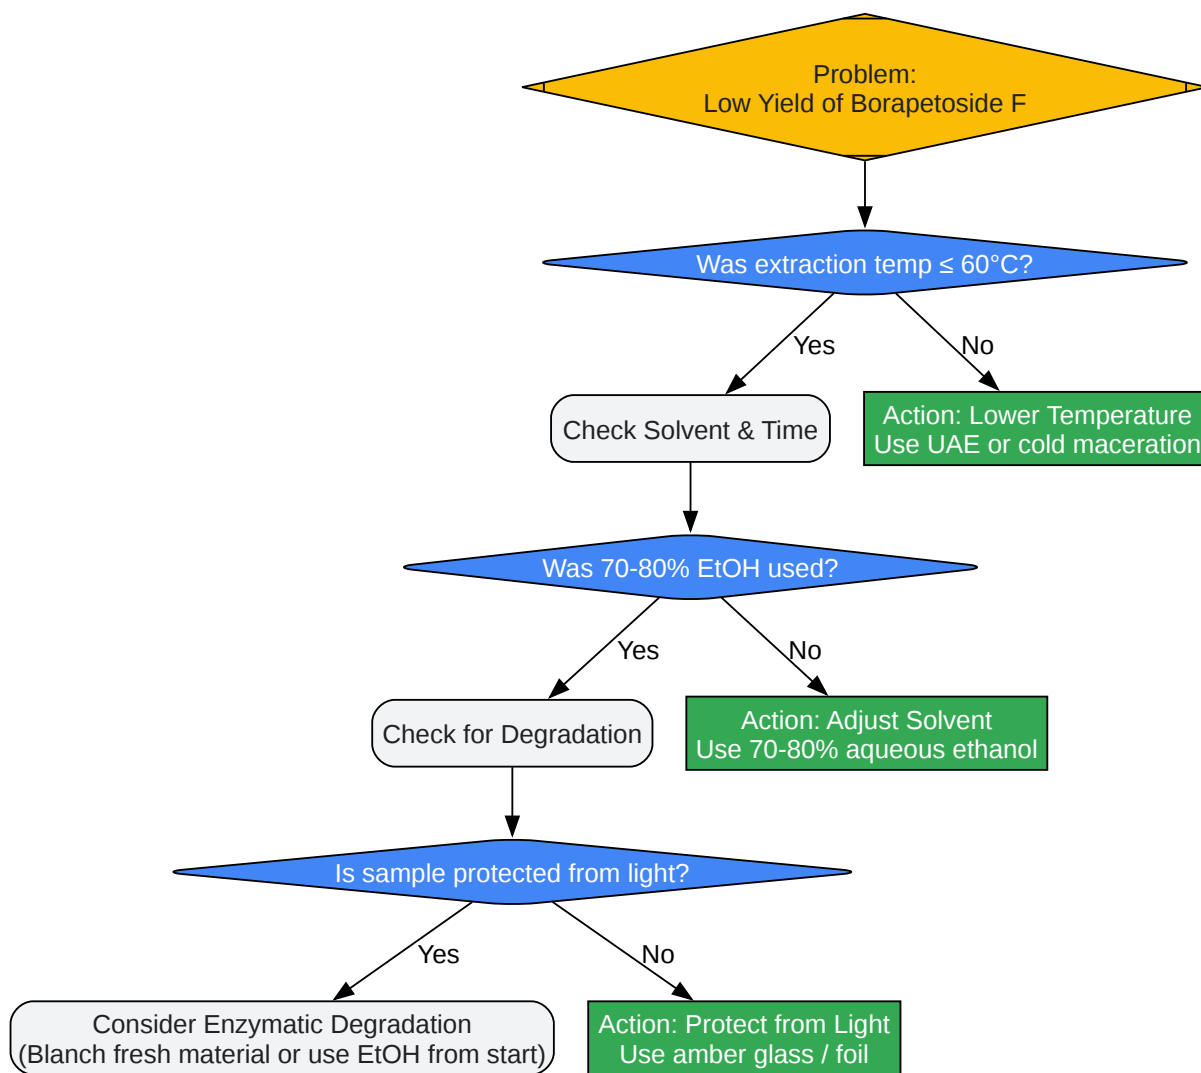 Problem:
Low Yield of Borapetoside F
Was extraction temp ≤ 60°C?
Yes
No
Check Solvent & Time
Action: Lower Temperature
Use UAE or cold maceration
Was 70-80% EtOH used?
Yes
No
Check for Degradation
Action: Adjust Solvent
Use 70-80% aqueous ethanol
Is sample protected from light?
Yes
No
Consider Enzymatic Degradation
(Blanch fresh material or use EtOH from start)
Action: Protect from Light
Use amber glass / foil